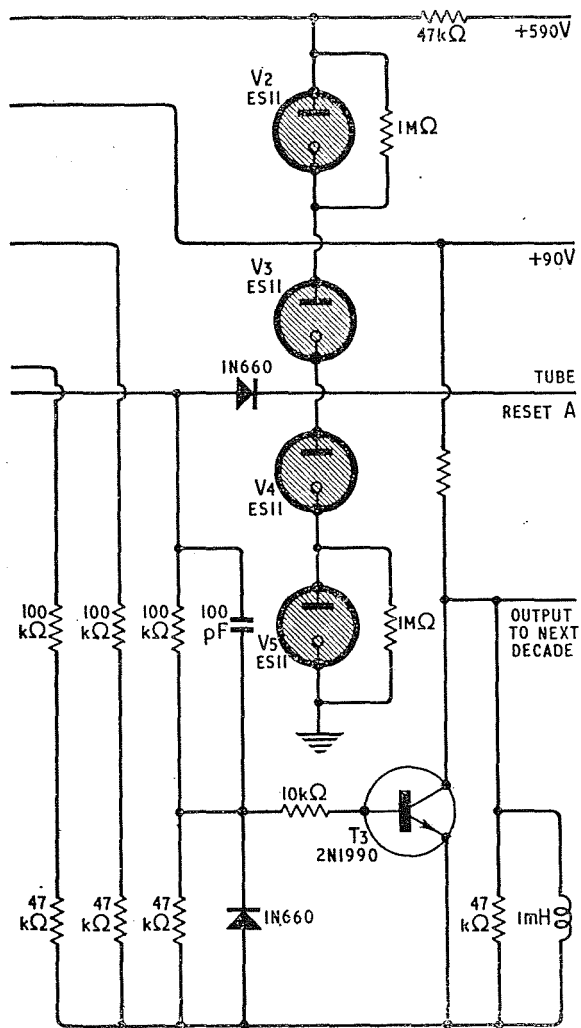 47kΩ
+590V
V2
ES11
1MΩ
+90V
V3
ES11
1N660
TUBE
RESET A
V4
ES11
100
kΩ
100
kΩ
100
kΩ
100
pF
V5
ES11
1MΩ
OUTPUT
TO NEXT
DECADE
10kΩ
T3
2N1990
47
kΩ
47
kΩ
47
kΩ
1N660
47
kΩ
1mH